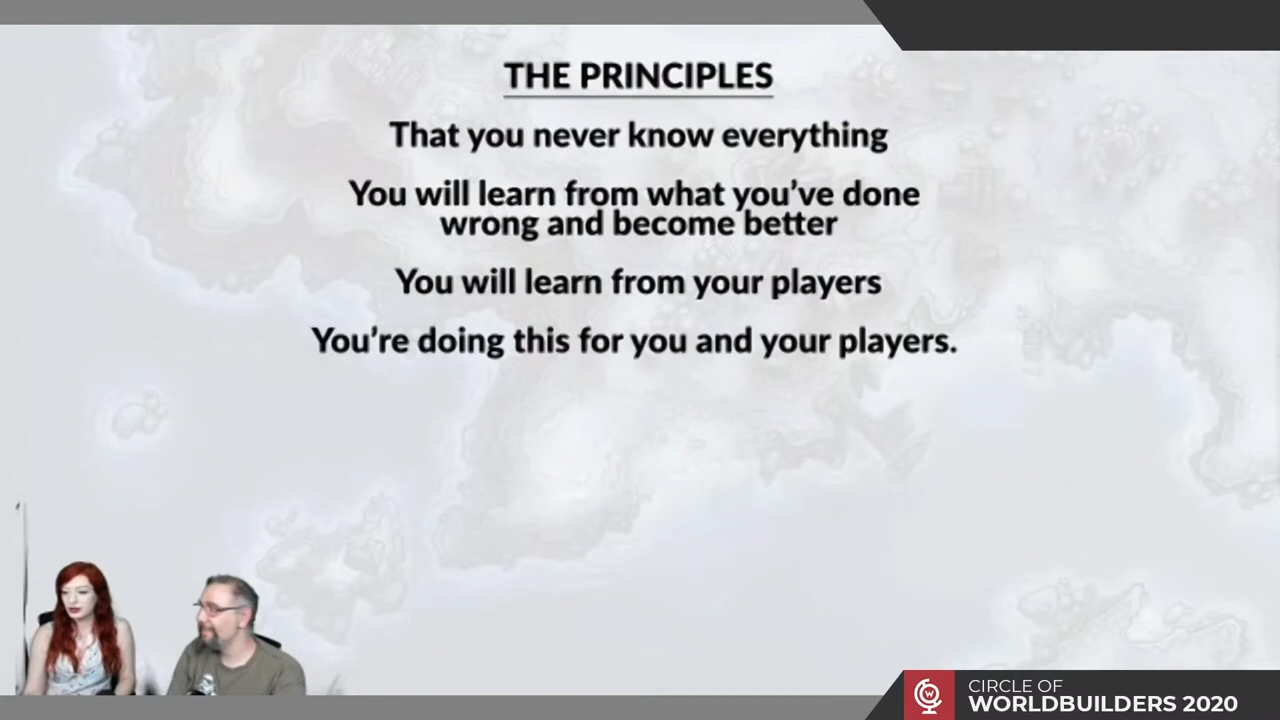 THE PRINCIPLES
That you never know everything
You will learn from what you've done
wrong and become better
You will learn from your players
You're doing this for you and your players.
W
CIRCLE OF
WORLDBUILDERS 2020